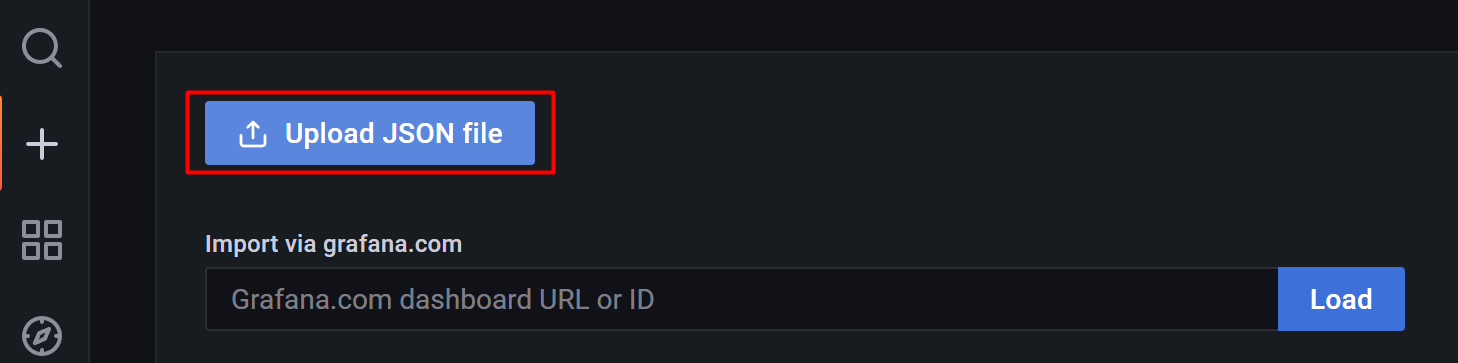 Upload JSON file
Import via grafana.com
Grafana.com dashboard URL or ID
Load